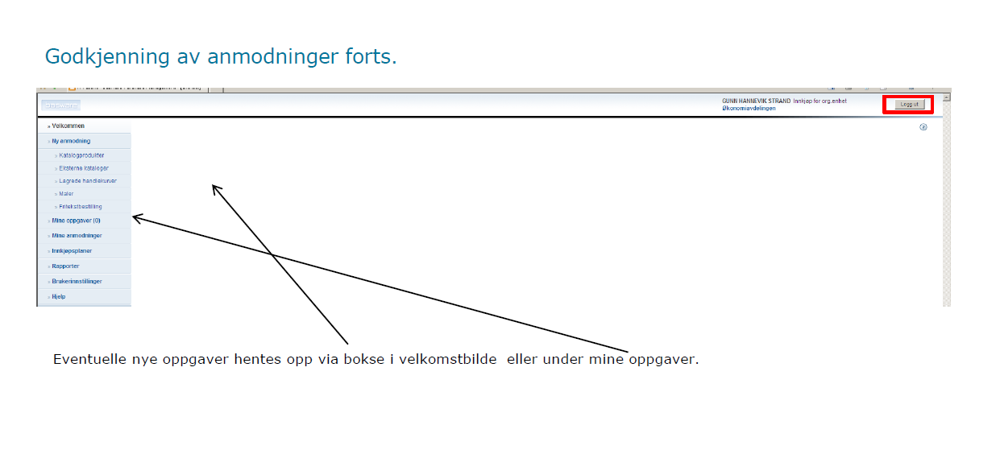 Godkjenning av anmodninger forts.
GUNN HANNEVIK STRAND Innkjøp for org.enhet
Økonomiavdelingen
Logg ut
» Velkommen
» Ny anmodning
» Katalogprodukter
» Eksterne kataloger
» Lagrede handlekurver
» Maler
» Fritekstbestilling
» Mine oppgaver (0)
» Mine anmodninger
» Innkjøpsplaner
» Rapporter
» Brukerinnstillinger
» Hjelp
Eventuelle nye oppgaver hentes opp via bokse i velkomstbilde eller under mine oppgaver.